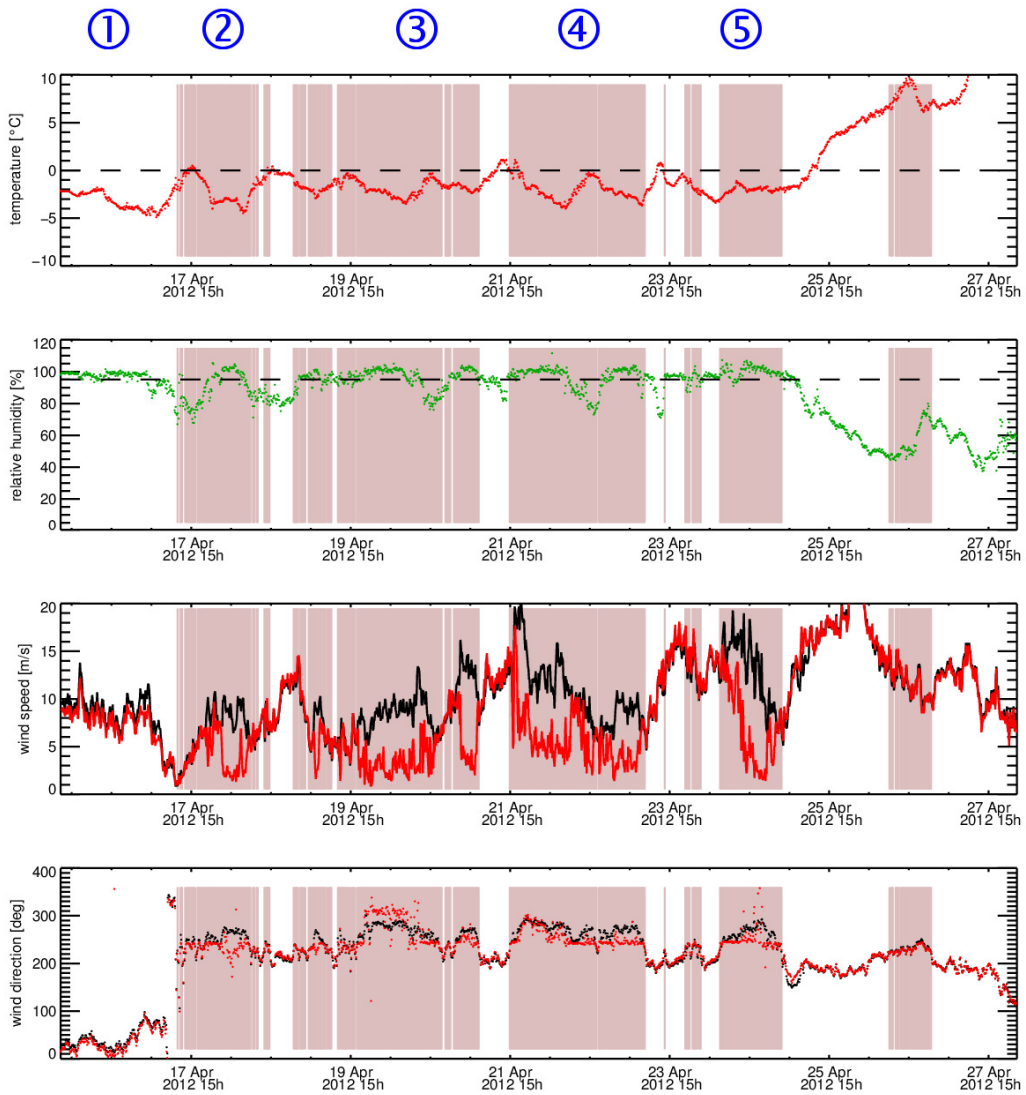 ① ② ③ ④ ⑤
temperature [°C]
10
5
0
−5
−10
17 Apr 19 Apr 21 Apr 23 Apr 25 Apr 27 Apr
2012 15h 2012 15h 2012 15h 2012 15h 2012 15h 2012 15h
relative humidity [%]
120
100
80
60
40
20
0
17 Apr 19 Apr 21 Apr 23 Apr 25 Apr 27 Apr
2012 15h 2012 15h 2012 15h 2012 15h 2012 15h 2012 15h
wind speed [m/s]
20
15
10
5
0
17 Apr 19 Apr 21 Apr 23 Apr 25 Apr 27 Apr
2012 15h 2012 15h 2012 15h 2012 15h 2012 15h 2012 15h
wind direction [deg]
400
300
200
100
0
17 Apr 19 Apr 21 Apr 23 Apr 25 Apr 27 Apr
2012 15h 2012 15h 2012 15h 2012 15h 2012 15h 2012 15h